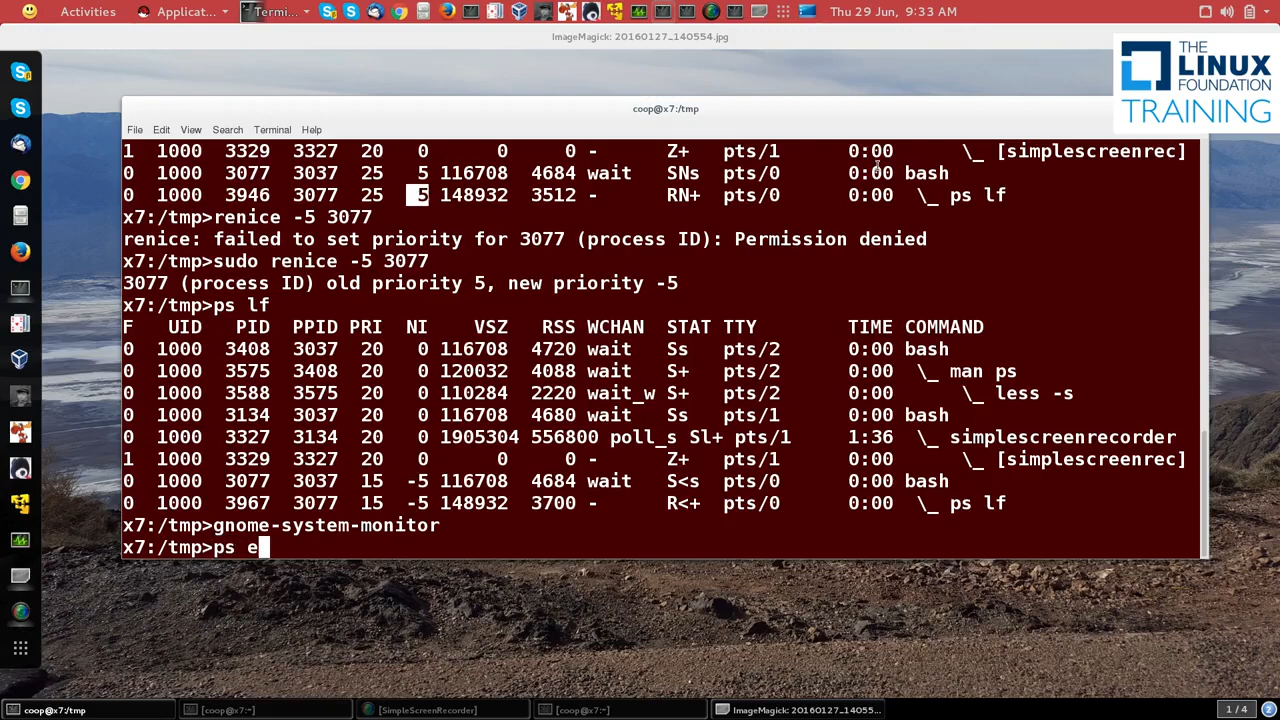 Activities Applicat... Termi... Thu 29 Jun, 9:33 AM
ImageMagick: 20160127_140554.jpg
THE
LINUX
FOUNDATION
TRAINING
coop@x7:/tmp
File Edit View Search Terminal Help
1 1000 3329 3327 20 0 0 0 - Z+ pts/1 0:00 \_ [simplescreenrec]
0 1000 3077 3037 25 5 116708 4684 wait SNs pts/0 0:00 bash
0 1000 3946 3077 25 5 148932 3512 - RN+ pts/0 0:00 \_ ps lf
x7:/tmp>renice -5 3077
renice: failed to set priority for 3077 (process ID): Permission denied
x7:/tmp>sudo renice -5 3077
3077 (process ID) old priority 5, new priority -5
x7:/tmp>ps lf
F UID PID PPID PRI NI VSZ RSS WCHAN STAT TTY TIME COMMAND
0 1000 3408 3037 20 0 116708 4720 wait Ss pts/2 0:00 bash
0 1000 3575 3408 20 0 120032 4088 wait S+ pts/2 0:00 \_ man ps
0 1000 3588 3575 20 0 110284 2220 wait_w S+ pts/2 0:00 \_ less -s
0 1000 3134 3037 20 0 116708 4680 wait Ss pts/1 0:00 bash
0 1000 3327 3134 20 0 1905304 556800 poll_s Sl+ pts/1 1:36 \_ simplescreenrecorder
1 1000 3329 3327 20 0 0 0 - Z+ pts/1 0:00 \_ [simplescreenrec]
0 1000 3077 3037 15 -5 116708 4684 wait S<s pts/0 0:00 bash
0 1000 3967 3077 15 -5 148932 3700 - R<+ pts/0 0:00 \_ ps lf
x7:/tmp>gnome-system-monitor
x7:/tmp>ps e
coop@x7:/tmp [coop@x7:~] [SimpleScreenRecorder] [coop@x7:~] ImageMagick: 20160127_14055... 1 / 4 2